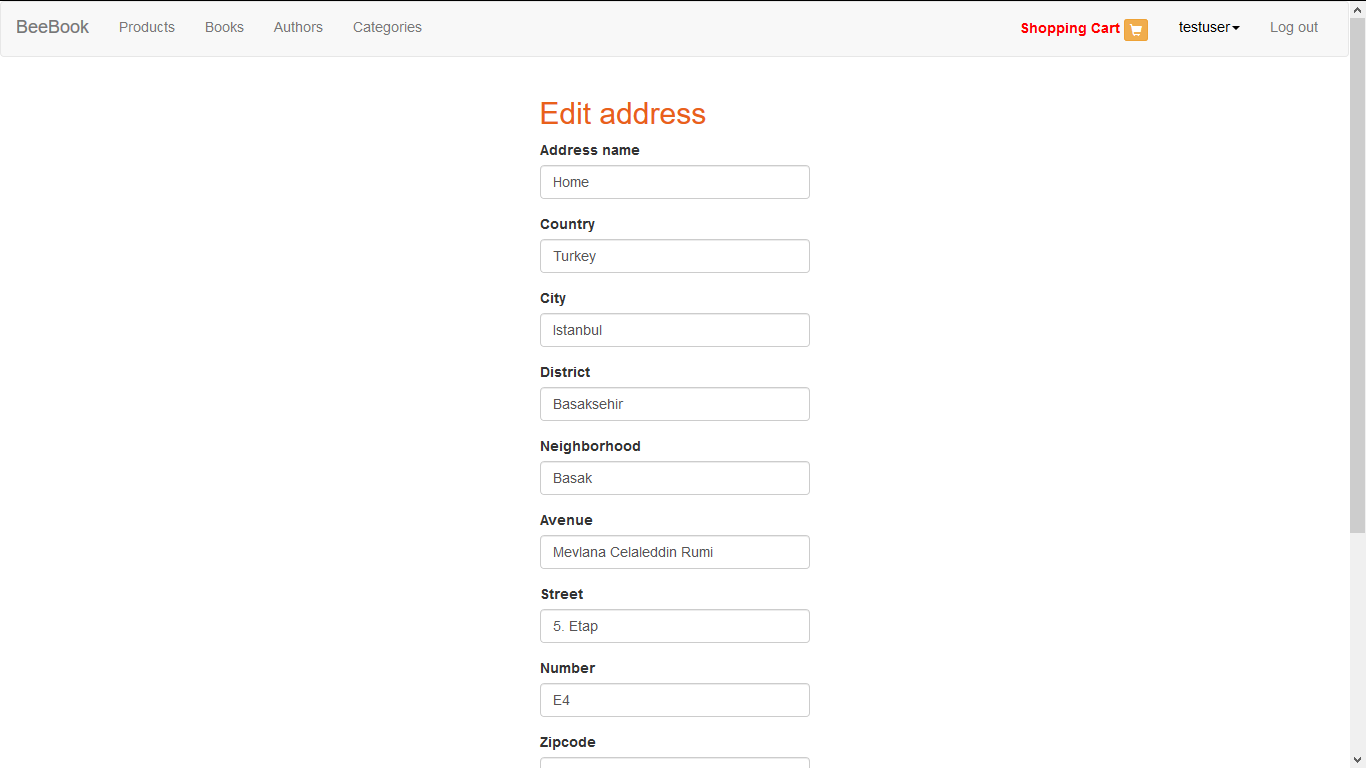 BeeBook Products Books Authors Categories Shopping Cart testuser Log out
Edit address
Address name
Home
Country
Turkey
City
Istanbul
District
Basaksehir
Neighborhood
Basak
Avenue
Mevlana Celaleddin Rumi
Street
5. Etap
Number
E4
Zipcode